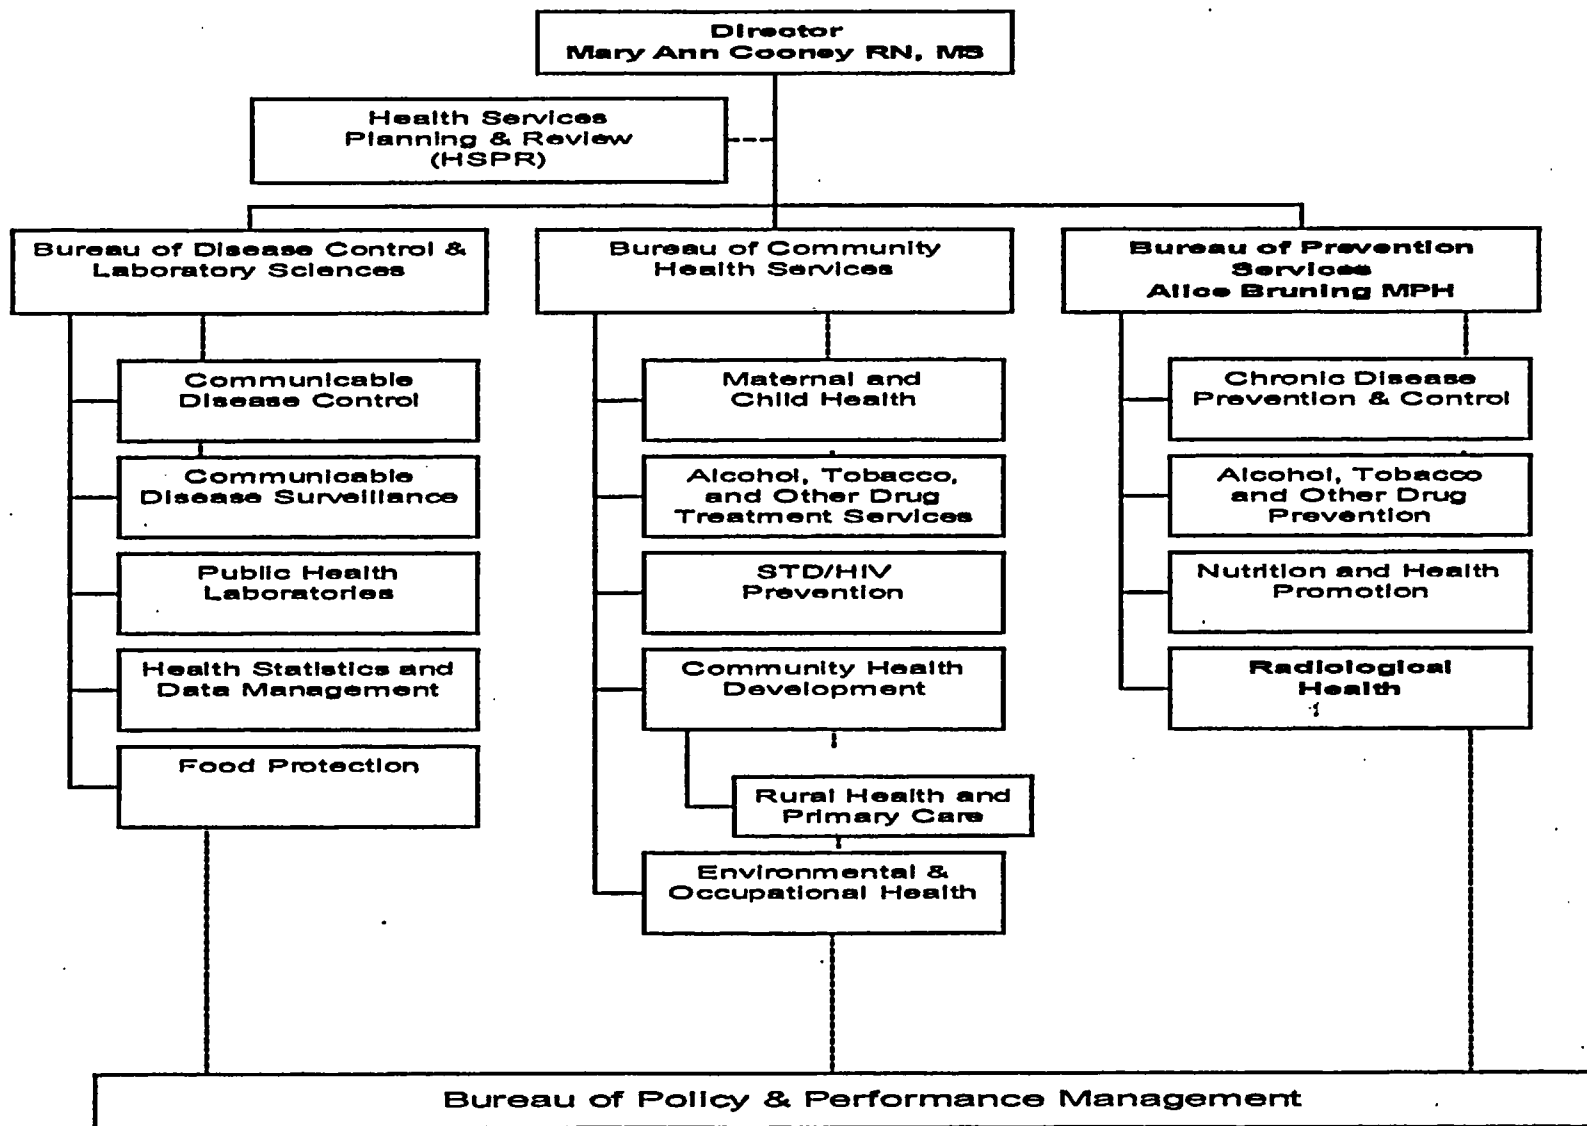 Director
Mary Ann Cooney RN, MS
Health Services
Planning & Review
(HSPR)
Bureau of Disease Control &
Laboratory Sciences
Communicable
Disease Control
Communicable
Disease Surveillance
Public Health
Laboratories
Health Statistics and
Data Management
Food Protection
Bureau of Community
Health Services
Maternal and
Child Health
Alcohol, Tobacco,
and Other Drug
Treatment Services
STD/HIV
Prevention
Community Health
Development
Rural Health and
Primary Care
Environmental &
Occupational Health
Bureau of Prevention
Services
Alice Bruning MPH
Chronic Disease
Prevention & Control
Alcohol, Tobacco
and Other Drug
Prevention
Nutrition and Health
Promotion
Radiological
Health
Bureau of Policy & Performance Management